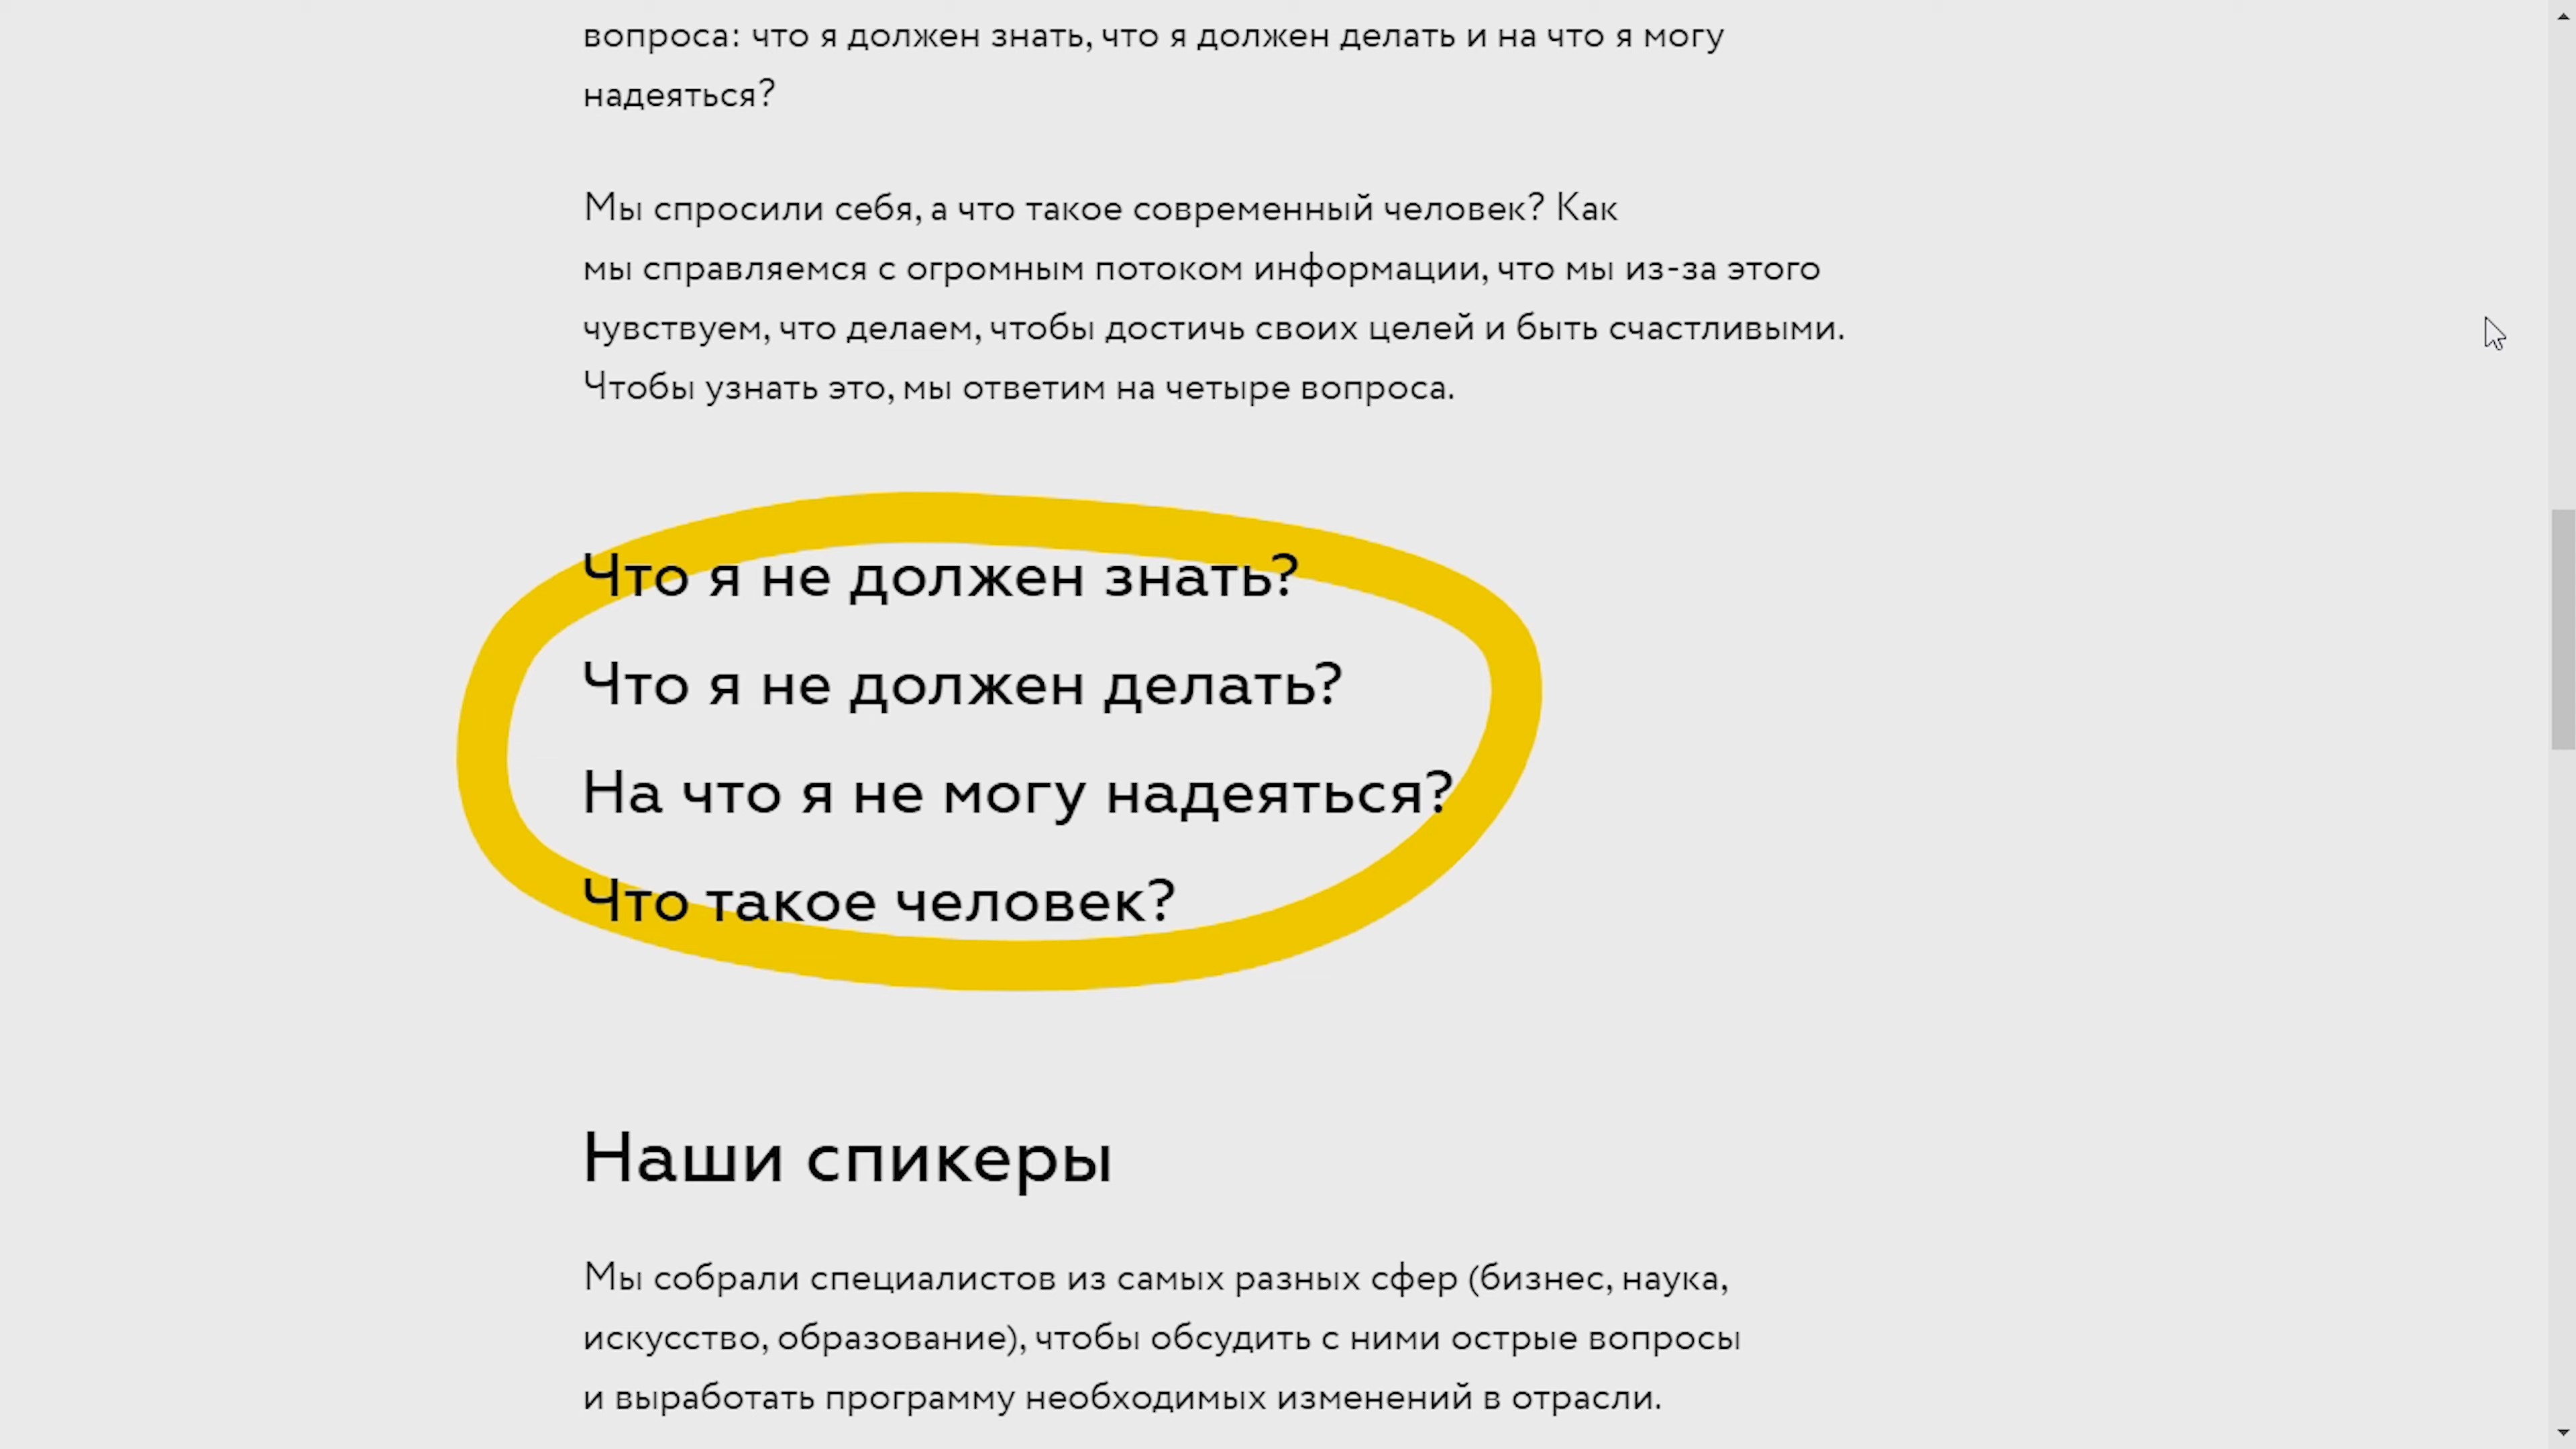 вопроса: что я должен знать, что я должен делать и на что я могу
надеяться?
Мы спросили себя, а что такое современный человек? Как
мы справляемся с огромным потоком информации, что мы из-за этого
чувствуем, что делаем, чтобы достичь своих целей и быть счастливыми.
Чтобы узнать это, мы ответим на четыре вопроса.
Что я не должен знать?
Что я не должен делать?
На что я не могу надеяться?
Что такое человек?
Наши спикеры
Мы собрали специалистов из самых разных сфер (бизнес, наука,
искусство, образование), чтобы обсудить с ними острые вопросы
и выработать программу необходимых изменений в отрасли.